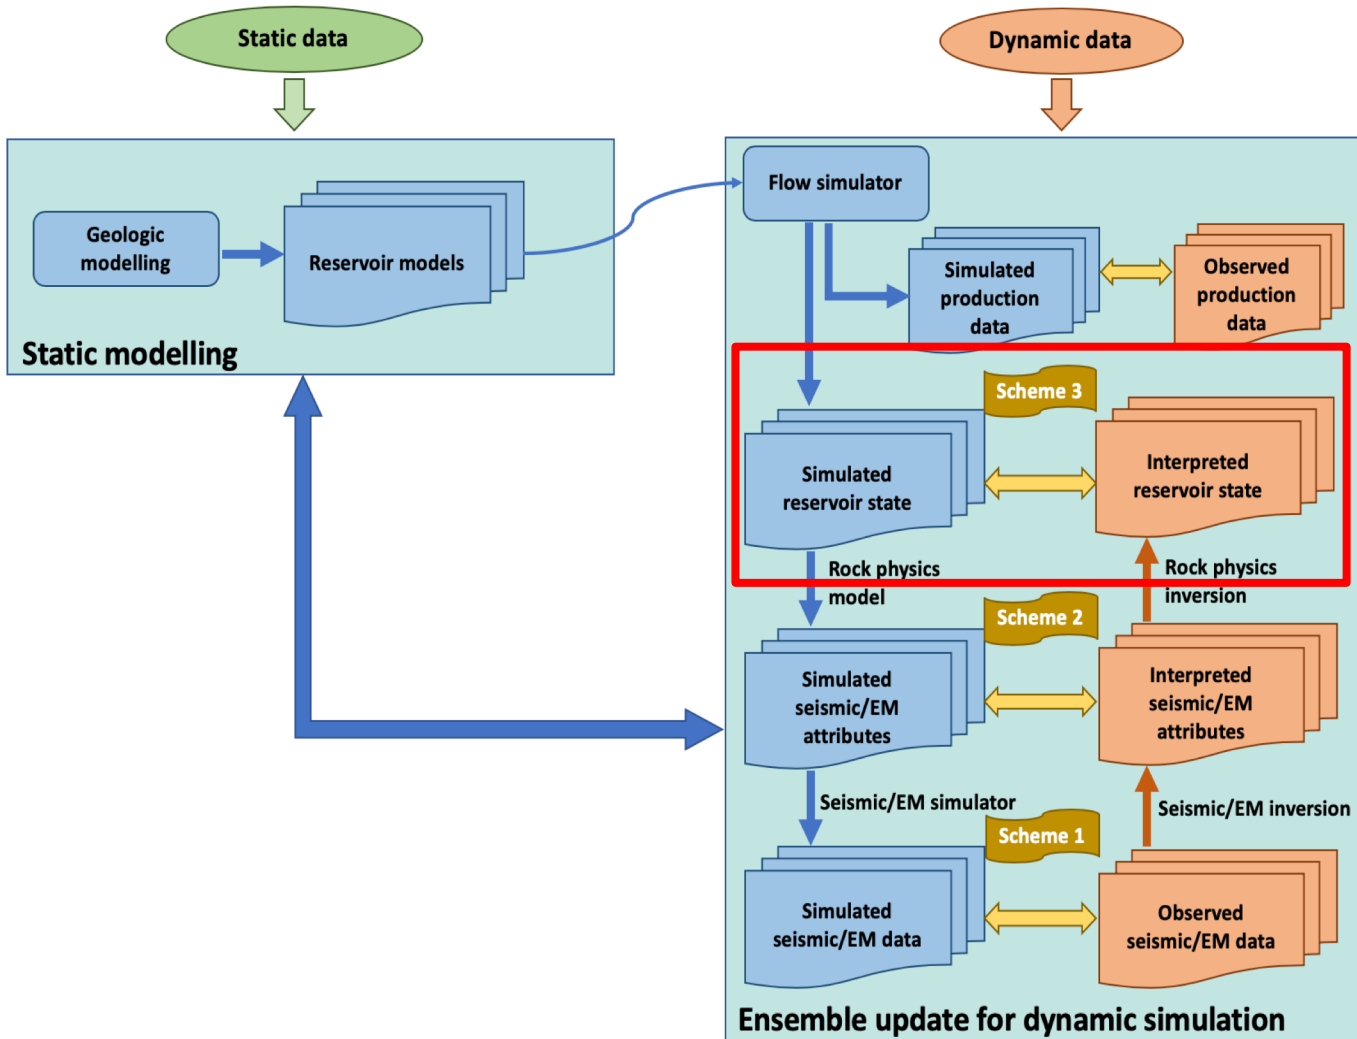 Static data
Dynamic data
Geologic
modelling
Reservoir models
Static modelling
Flow simulator
Simulated
production
data
Observed
production
data
Scheme 3
Simulated
reservoir state
Interpreted
reservoir state
Rock physics
model
Rock physics
inversion
Scheme 2
Simulated
seismic/EM
attributes
Interpreted
seismic/EM
attributes
Seismic/EM simulator
Seismic/EM inversion
Scheme 1
Simulated
seismic/EM data
Observed
seismic/EM data
Ensemble update for dynamic simulation